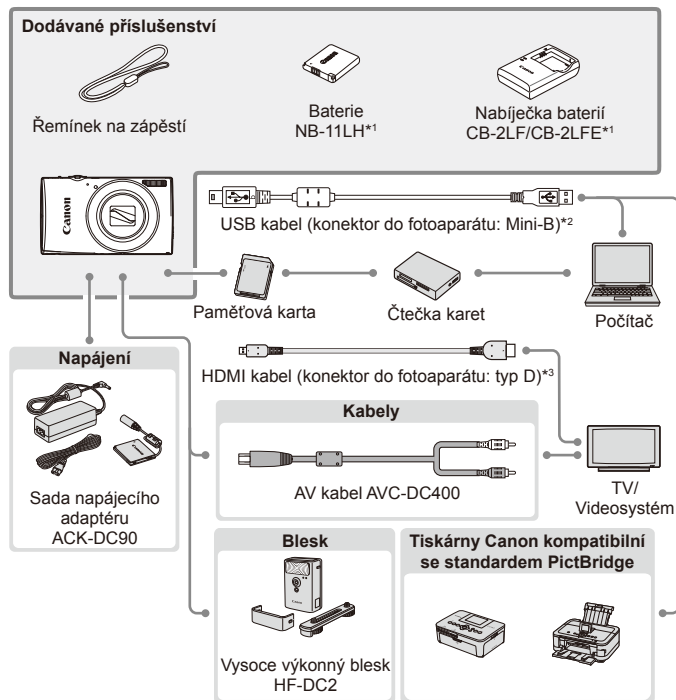 Dodávané příslušenství
Řemínek na zápěstí
Baterie
NB-11LH*1
Nabíječka baterií
CB-2LF/CB-2LFE*1
Canon
USB kabel (konektor do fotoaparátu: Mini-B)*2
Paměťová karta
Čtečka karet
Počítač
HDMI kabel (konektor do fotoaparátu: typ D)*3
Napájení
Sada napájecího
adaptéru
ACK-DC90
Kabely
AV kabel AVC-DC400
TV/
Videosystém
Blesk
Vysoce výkonný blesk
HF-DC2
Tiskárny Canon kompatibilní
se standardem PictBridge